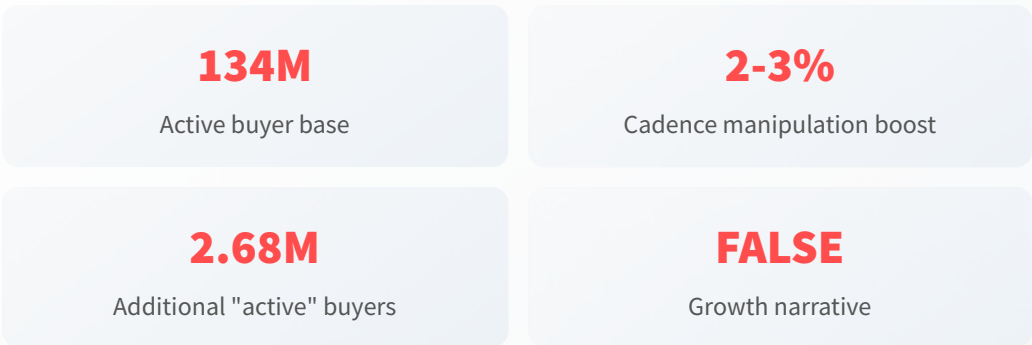 134M
Active buyer base
2-3%
Cadence manipulation boost
2.68M
Additional "active" buyers
FALSE
Growth narrative